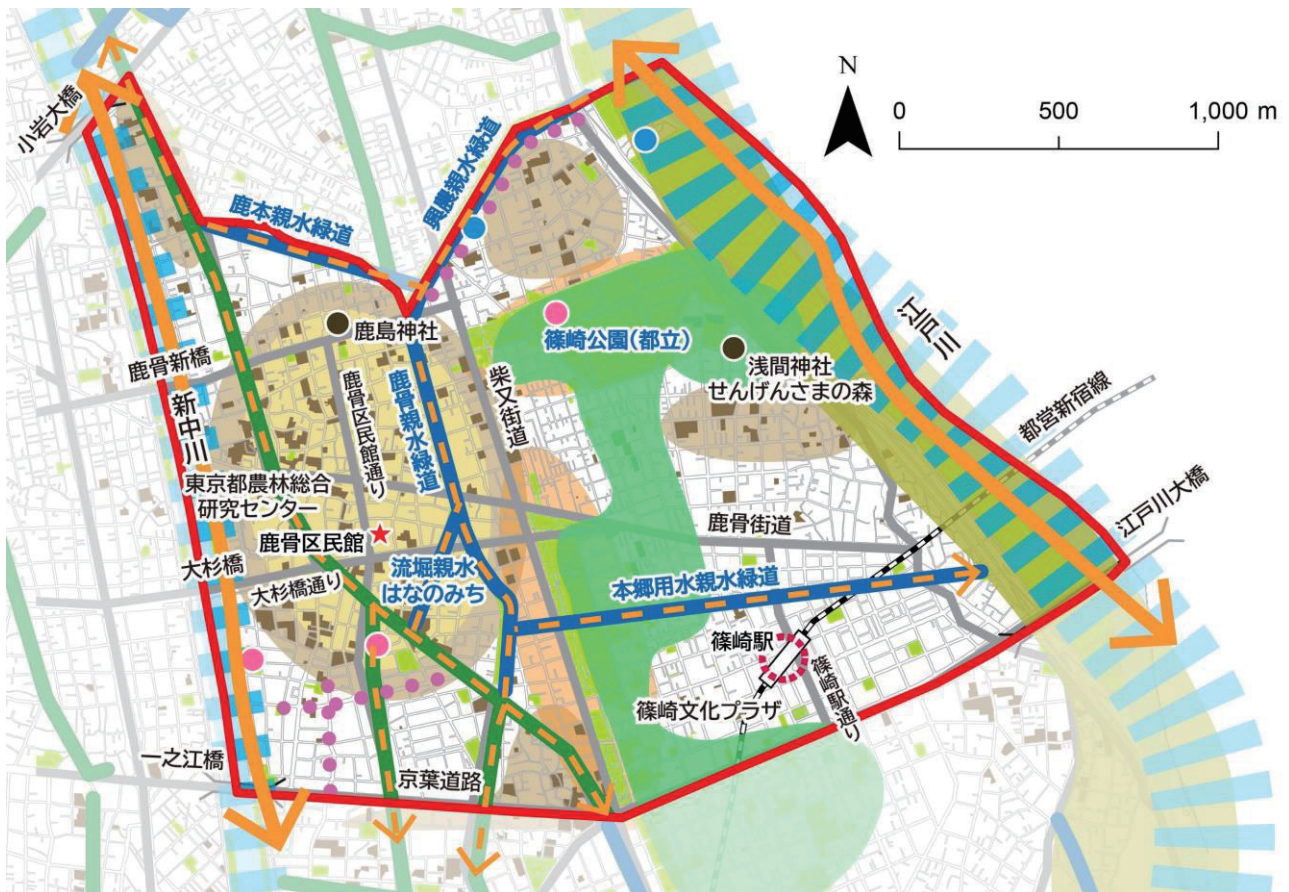 N
0
500
1,000 m
小岩大橋
鹿本親水緑道
興農親水緑道
鹿島神社
篠崎公園(都立)
浅間神社
せんげんさまの森
江戸川
都営新宿線
鹿骨新橋
新中川
鹿骨区民館通り
鹿骨親水緑道
柴又街道
東京都農林総合
研究センター
鹿骨区民館
鹿骨街道
江戸川大橋
大杉橋
大杉橋通り
流堀親水
はなのみち
本郷用水親水緑道
篠崎駅
篠崎文化プラザ
篠崎駅通り
一之江橋
京葉道路